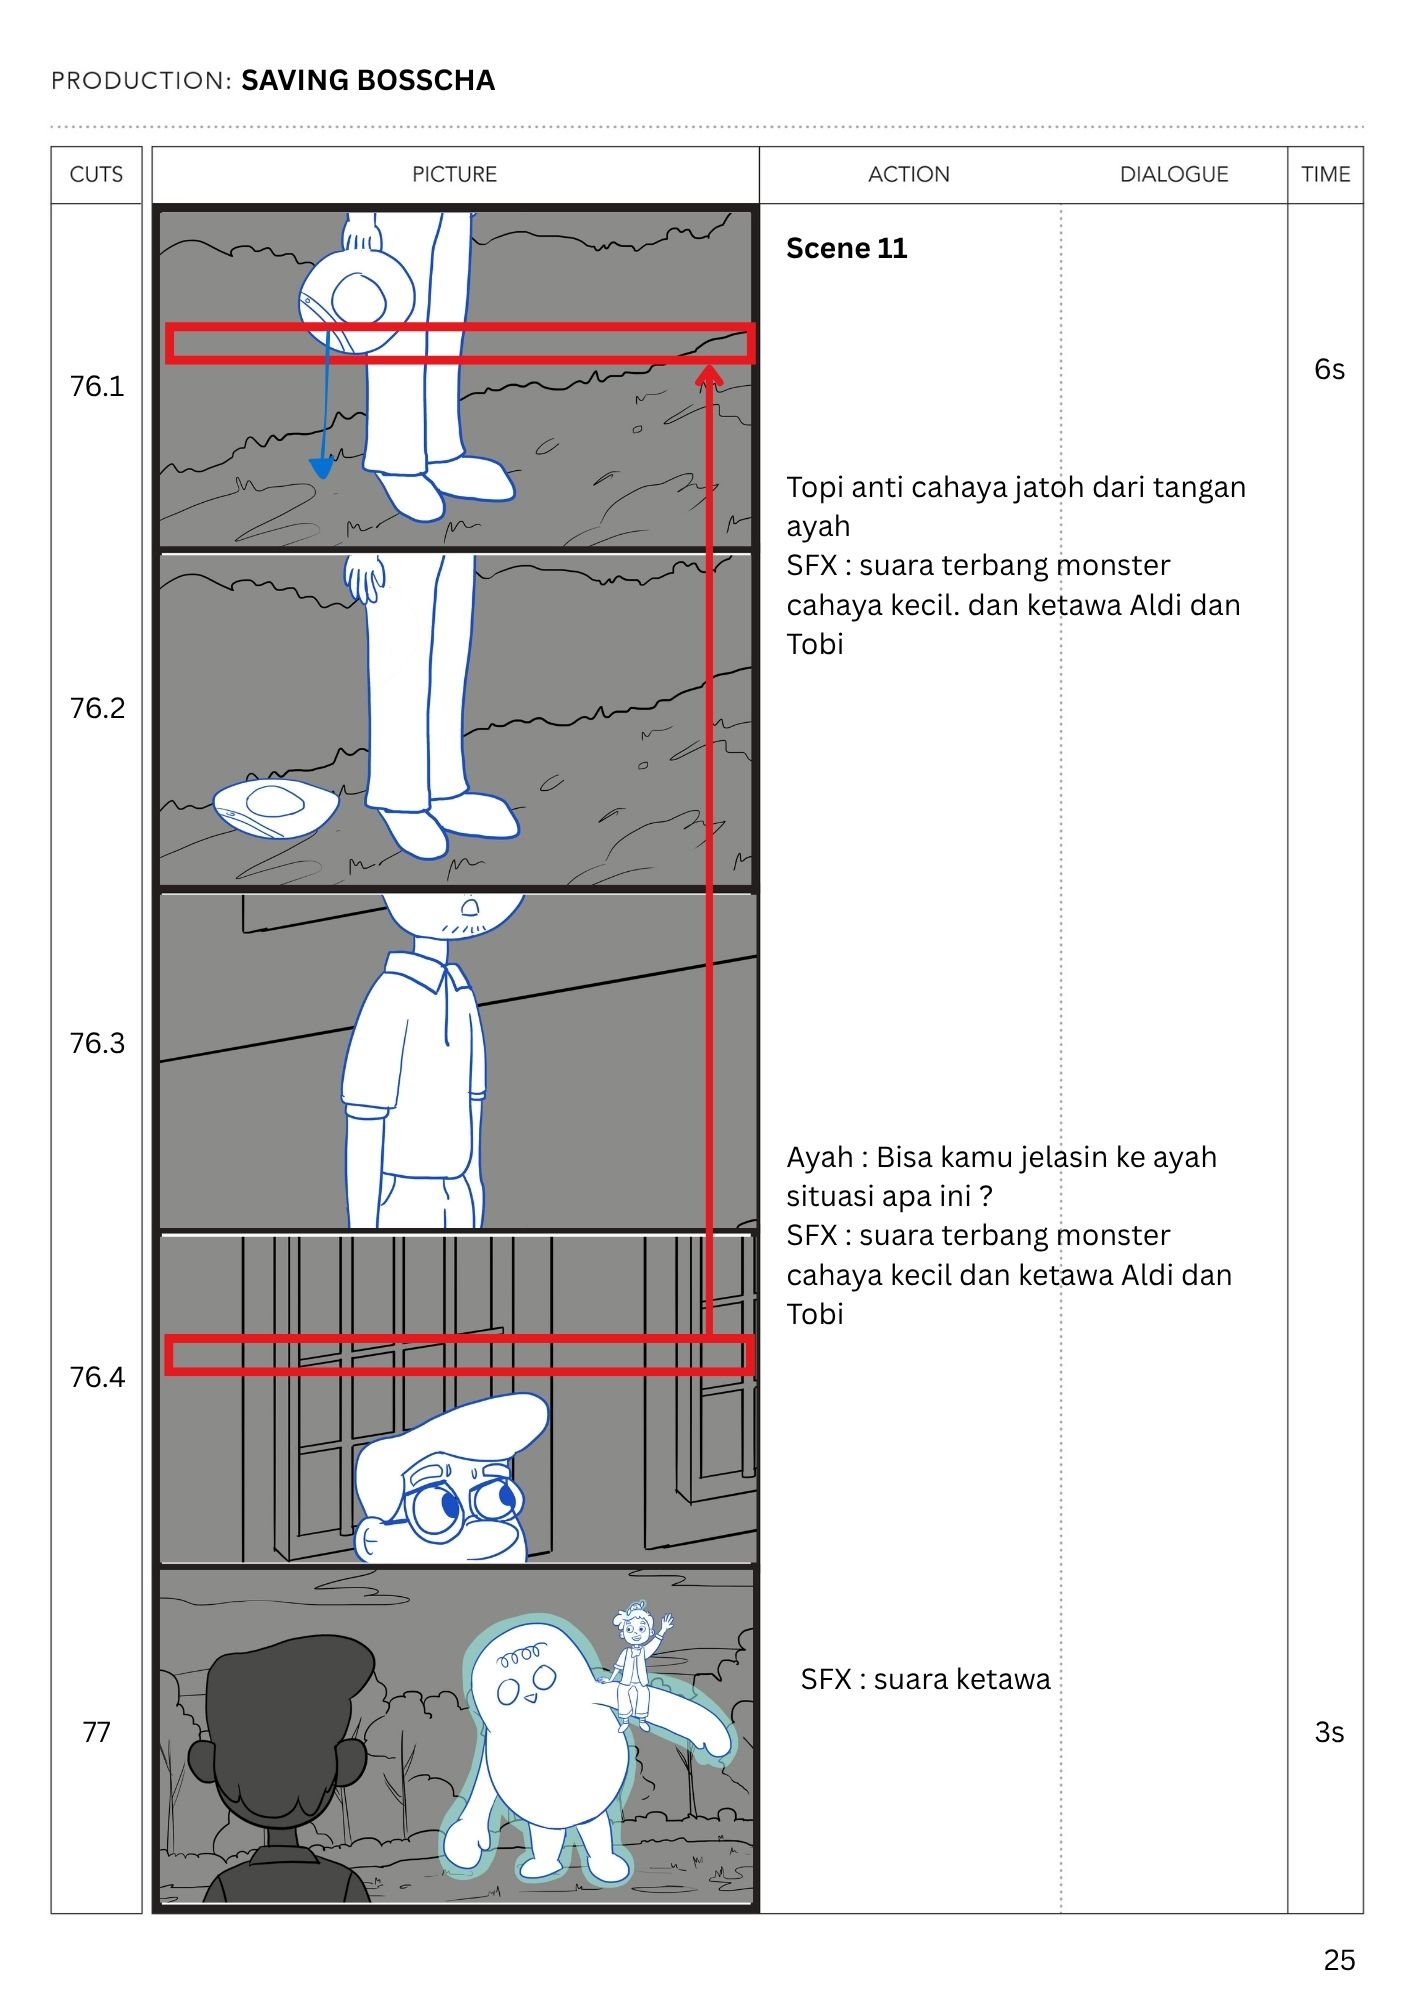 PRODUCTION: SAVING BOSSCHA
CUTS
PICTURE
ACTION
DIALOGUE
TIME
76.1
Scene 11
6s
Topi anti cahaya jatoh dari tangan
ayah
SFX : suara terbang monster
cahaya kecil. dan ketawa Aldi dan
Tobi
76.2
76.3
Ayah : Bisa kamu jelasin ke ayah
situasi apa ini ?
SFX : suara terbang monster
cahaya kecil dan ketawa Aldi dan
Tobi
76.4
77
SFX : suara ketawa
3s
25